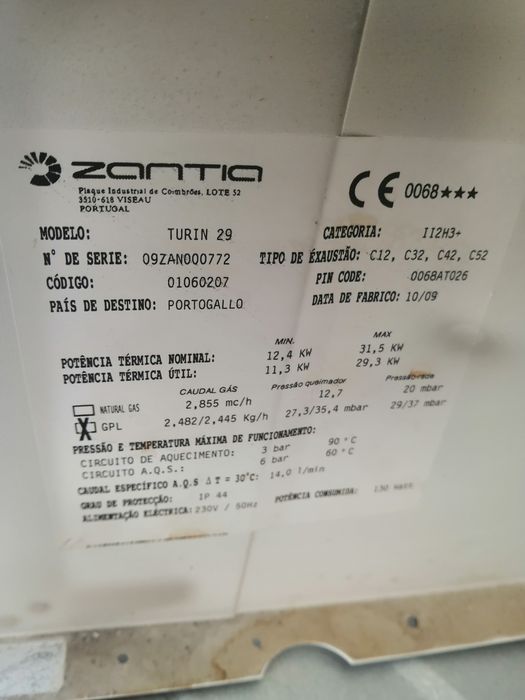 ZANTIA
Plaque Industrial de Coimbrões, LOTE 52
3510-618 VISEAU
PORTUGAL
CE 0068★★★
MODELO: TURIN 29 CATEGORIA: II2H3+
Nº DE SERIE: 09ZAN000772 TIPO DE ÉXAUSTÃO: C12, C32, C42, C52
CÓDIGO: 01060207 PIN CODE: 0068AT026
PAÍS DE DESTINO: PORTOGALLO DATA DE FABRICO: 10/09
MIN. MAX
POTÊNCIA TÉRMICA NOMINAL: 12,4 KW 31,5 KW
POTÊNCIA TÉRMICA ÚTIL: 11,3 KW 29,3 KW
CAUDAL GÁS Pressão queimador Pressão rede
NATURAL GAS 2,855 mc/h 12,7 20 mbar
X GPL 2,482/2,445 Kg/h 27,3/35,4 mbar 29/37 mbar
PRESSÃO E TEMPERATURA MÁXIMA DE FUNCIONAMENTO:
CIRCUITO DE AQUECIMENTO: 3 bar 90 °C
CIRCUITO A.Q.S.: 6 bar 60 °C
CAUDAL ESPECÍFICO A.Q.S Δ T = 30°C: 14,0 l/min
GRAU DE PROTECÇÃO: IP 44 POTÊNCIA CONSUMIDA: 130 Watt
ALIMENTAÇÃO ELÉCTRICA: 230V / 50Hz